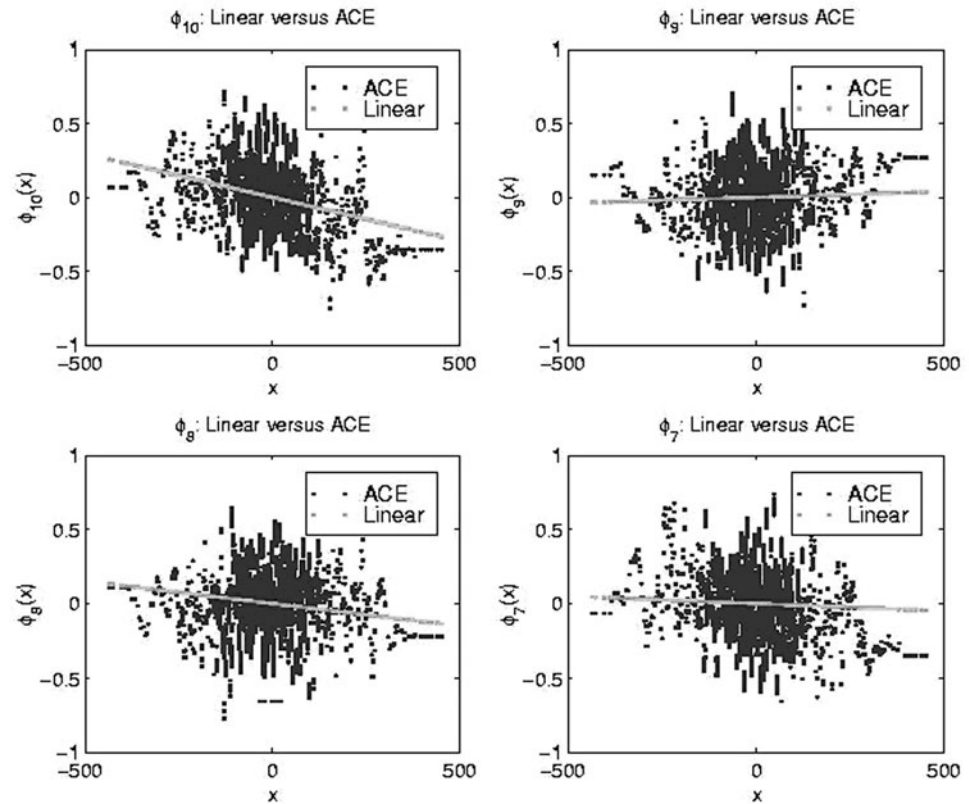 ϕ10: Linear versus ACE
1
0.5
0
−0.5
−1
−500
0
500
ϕ10(x)
x
ACE
Linear
ϕ9: Linear versus ACE
1
0.5
0
−0.5
−1
−500
0
500
ϕ9(x)
x
ACE
Linear
ϕ8: Linear versus ACE
1
0.5
0
−0.5
−1
−500
0
500
ϕ8(x)
x
ACE
Linear
ϕ7: Linear versus ACE
1
0.5
0
−0.5
−1
−500
0
500
ϕ7(x)
x
ACE
Linear